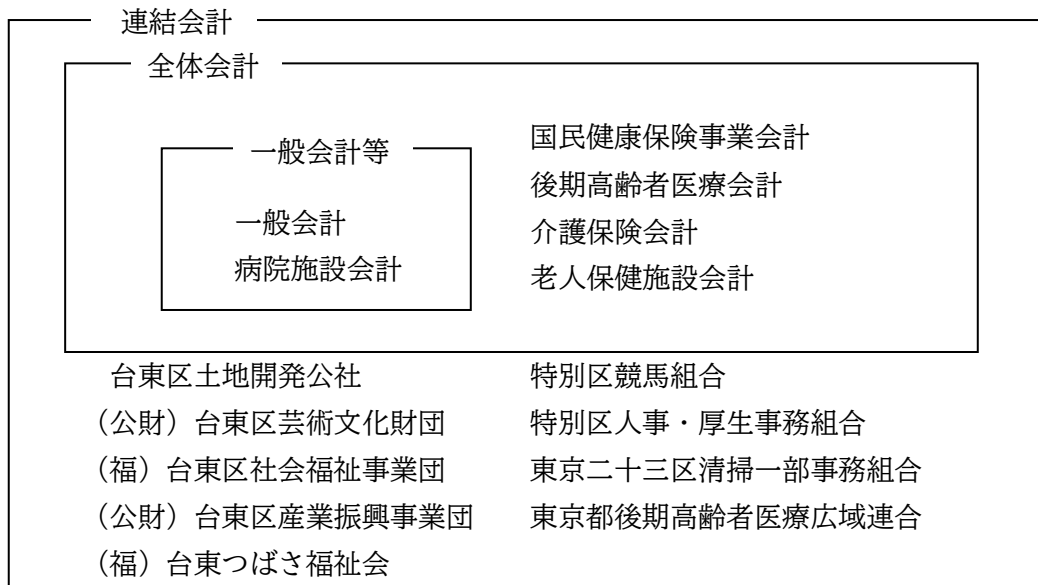 連結会計
全体会計
一般会計等
一般会計
病院施設会計
国民健康保険事業会計
後期高齢者医療会計
介護保険会計
老人保健施設会計
台東区土地開発公社
（公財）台東区芸術文化財団
（福）台東区社会福祉事業団
（公財）台東区産業振興事業団
（福）台東つばさ福祉会
特別区競馬組合
特別区人事・厚生事務組合
東京二十三区清掃一部事務組合
東京都後期高齢者医療広域連合